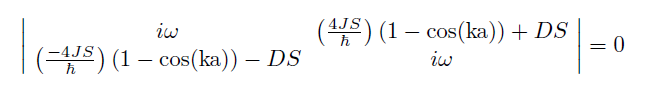 | iω (4JS/ħ) (1 − cos(ka)) + DS |
| (−4JS/ħ) (1 − cos(ka)) − DS iω | = 0